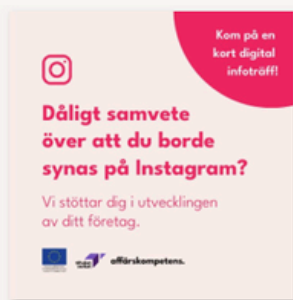 Kom på en
kort digital
infoträff!
Dåligt samvete
över att du borde
synas på Instagram?
Vi stöttar dig i utvecklingen
av ditt företag.
affärskompetens.